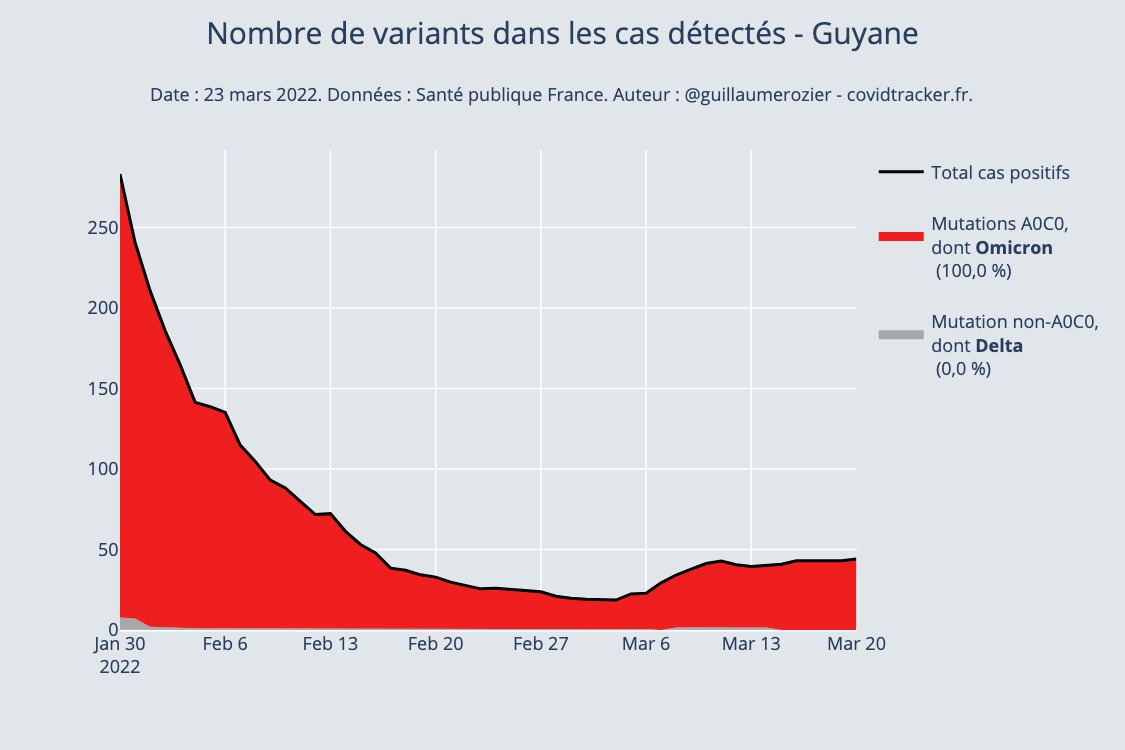 Nombre de variants dans les cas détectés - Guyane
Date : 23 mars 2022. Données : Santé publique France. Auteur : @guillaumerozier - covidtracker.fr.
Total cas positifs
Mutations A0C0,
dont Omicron
(100,0 %)
Mutation non-A0C0,
dont Delta
(0,0 %)
250
200
150
100
50
0
Jan 30 Feb 6 Feb 13 Feb 20 Feb 27 Mar 6 Mar 13 Mar 20
2022